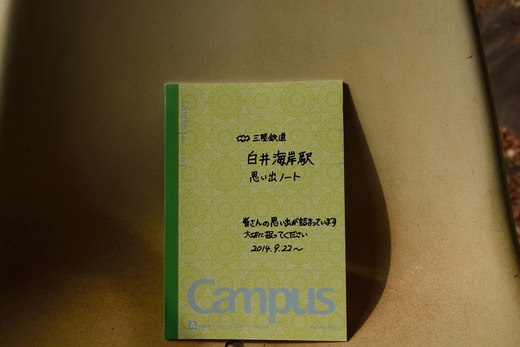 三陸鉄道
白井海岸駅
思い出ノート
皆さんの思い出が詰まっています
大切に扱ってください
2014.9.22～
Campus
A